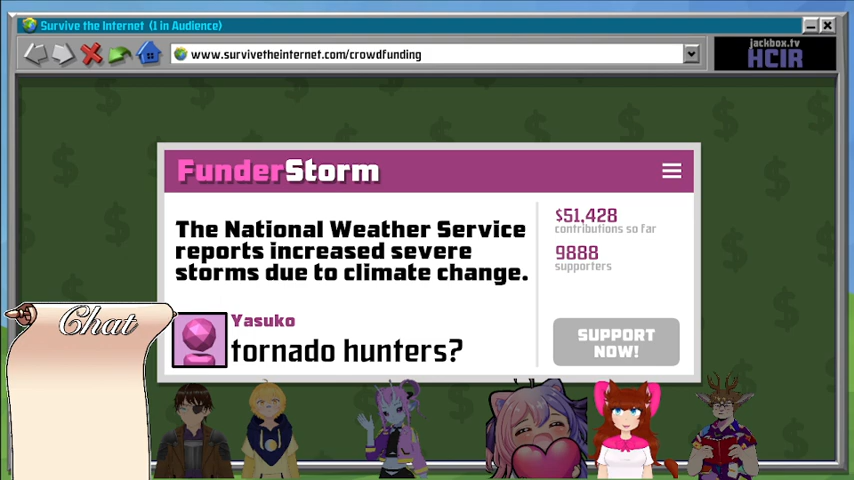 Survive the Internet (1 in Audience)
www.survivetheinternet.com/crowdfunding
jackbox.tv
HCIR
FunderStorm
The National Weather Service
reports increased severe
storms due to climate change.
$51,428
contributions so far
9888
supporters
Yasuko
tornado hunters?
SUPPORT
NOW!
Chat